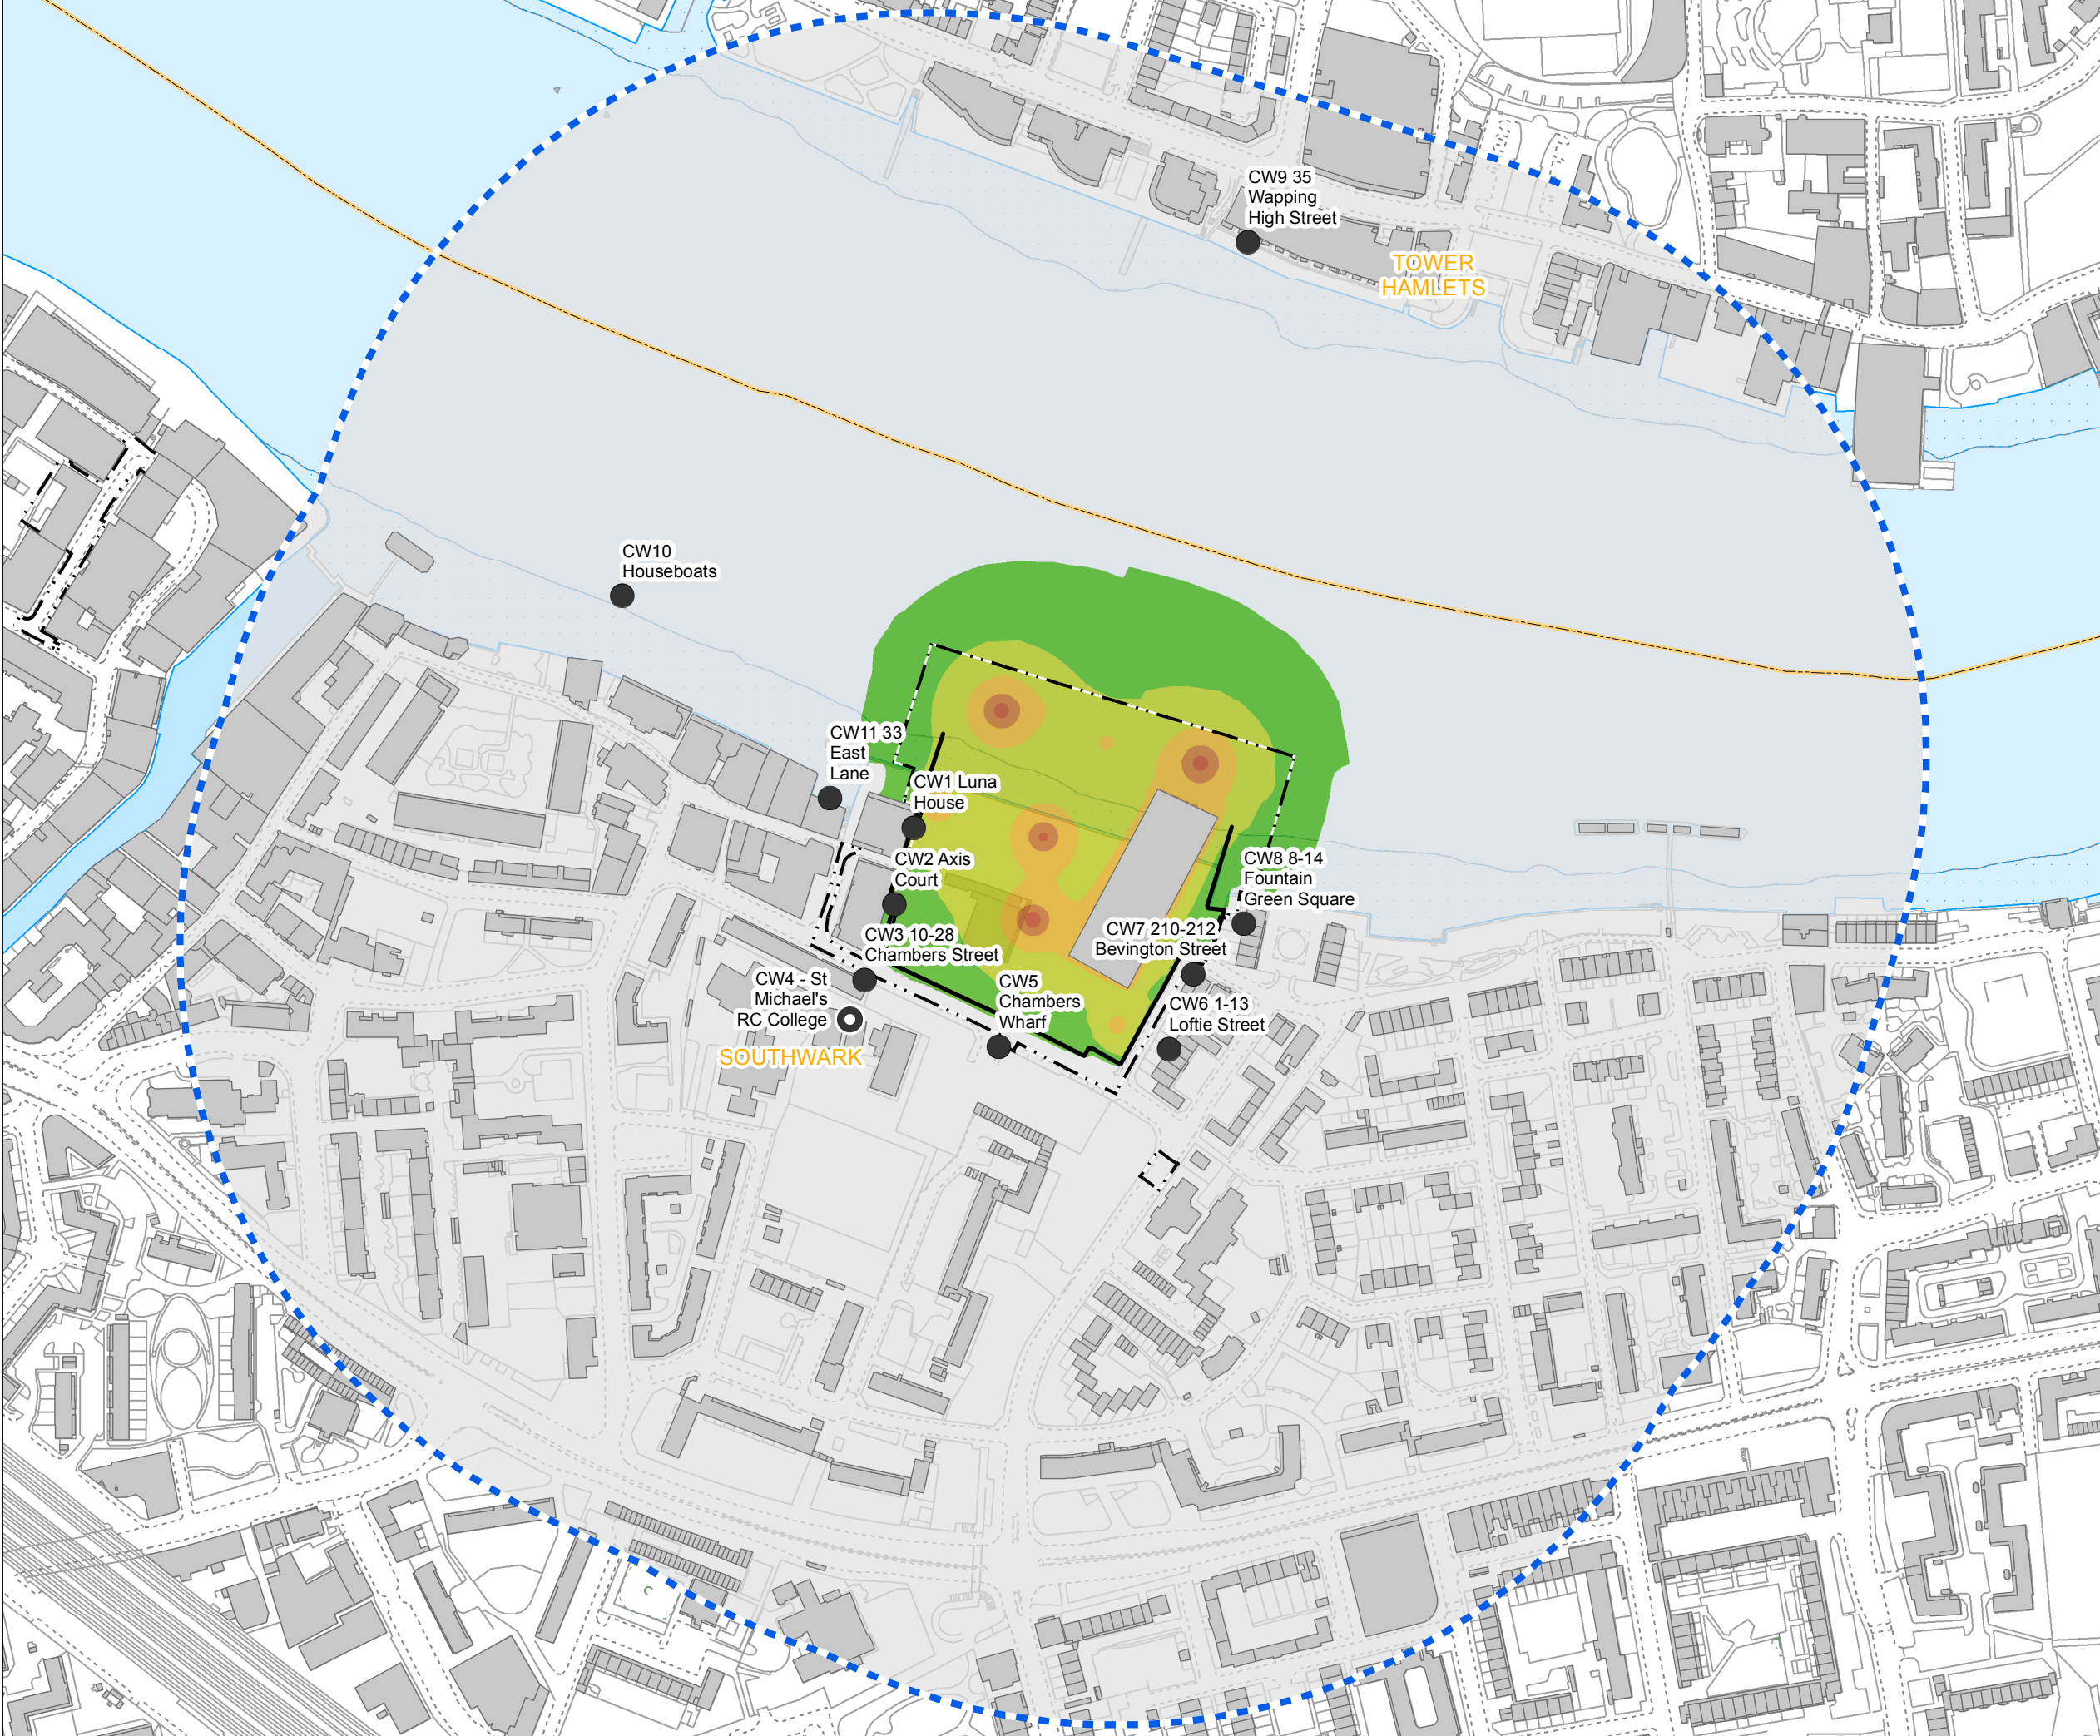 CW9 35
Wapping
High Street
TOWER
HAMLETS
CW10
Houseboats
CW11 33
East
Lane
CW1 Luna
House
CW2 Axis
Court
CW8 8-14
Fountain
Green Square
CW3 10-28
Chambers Street
CW7 210-212
Bevington Street
CW4 - St
Michael's
RC College
CW5
Chambers
Wharf
CW6 1-13
Loftie Street
SOUTHWARK